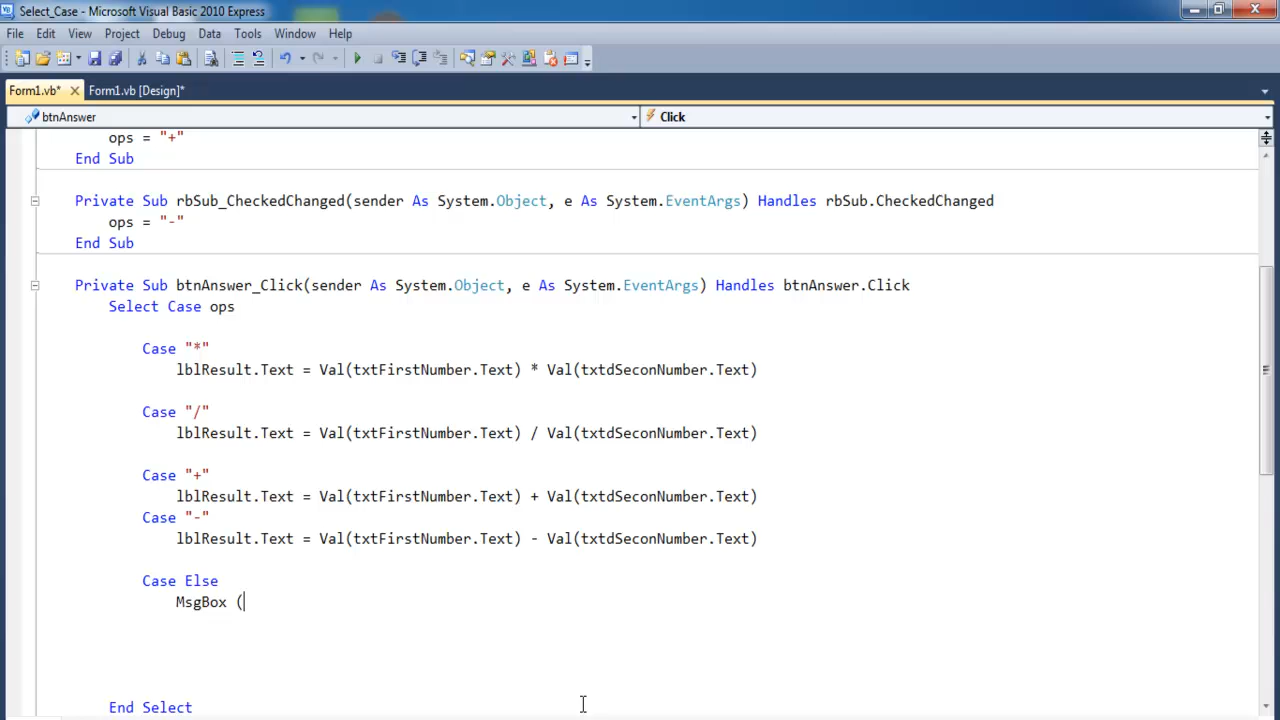 Select_Case - Microsoft Visual Basic 2010 Express
File Edit View Project Debug Data Tools Window Help
Form1.vb* Form1.vb [Design]*
btnAnswer Click
ops = "+"
End Sub
Private Sub rbSub_CheckedChanged(sender As System.Object, e As System.EventArgs) Handles rbSub.CheckedChanged
ops = "-"
End Sub
Private Sub btnAnswer_Click(sender As System.Object, e As System.EventArgs) Handles btnAnswer.Click
Select Case ops
Case "*"
lblResult.Text = Val(txtFirstNumber.Text) * Val(txtdSeconNumber.Text)
Case "/"
lblResult.Text = Val(txtFirstNumber.Text) / Val(txtdSeconNumber.Text)
Case "+"
lblResult.Text = Val(txtFirstNumber.Text) + Val(txtdSeconNumber.Text)
Case "-"
lblResult.Text = Val(txtFirstNumber.Text) - Val(txtdSeconNumber.Text)
Case Else
MsgBox (
End Select